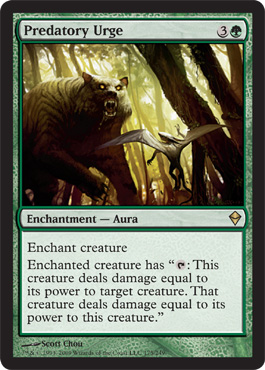 Predatory Urge 3
Enchantment — Aura
Enchant creature
Enchanted creature has “: This
creature deals damage equal to
its power to target creature. That
creature deals damage equal to its
power to this creature.”
Scott Chou